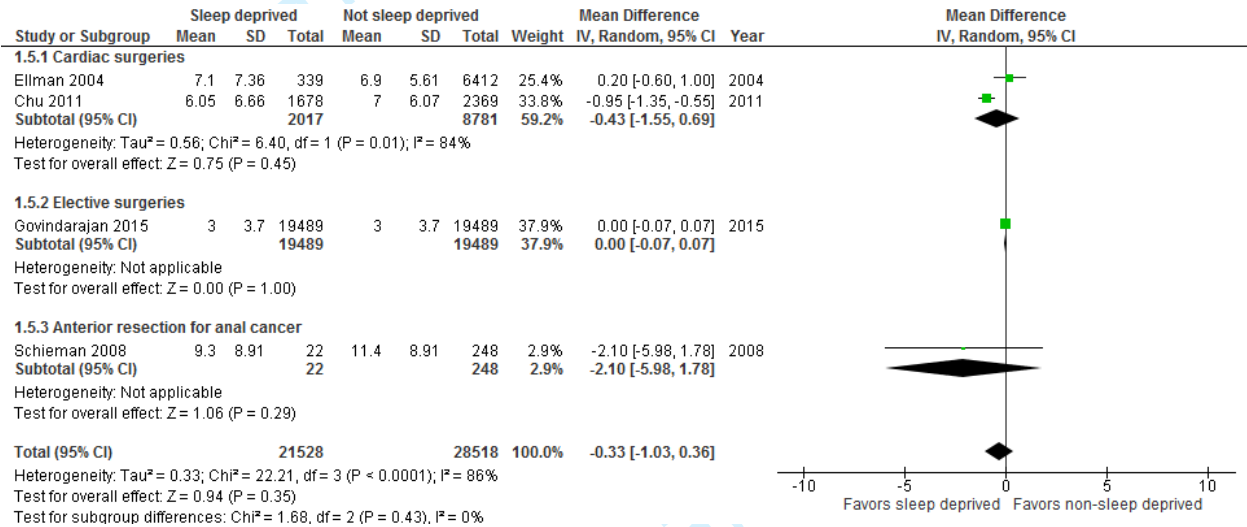 Sleep deprived Not sleep deprived Mean Difference Mean Difference
Study or Subgroup Mean SD Total Mean SD Total Weight IV, Random, 95% CI Year IV, Random, 95% CI
1.5.1 Cardiac surgeries
Ellman 2004 7.1 7.36 339 6.9 5.61 6412 25.4% 0.20 [-0.60, 1.00] 2004
Chu 2011 6.05 6.66 1678 7 6.07 2369 33.8% -0.95 [-1.35, -0.55] 2011
Subtotal (95% CI) 2017 8781 59.2% -0.43 [-1.55, 0.69]
Heterogeneity: Tau² = 0.56; Chi² = 6.40, df = 1 (P = 0.01); I² = 84%
Test for overall effect: Z = 0.75 (P = 0.45)
1.5.2 Elective surgeries
Govindarajan 2015 3 3.7 19489 3 3.7 19489 37.9% 0.00 [-0.07, 0.07] 2015
Subtotal (95% CI) 19489 19489 37.9% 0.00 [-0.07, 0.07]
Heterogeneity: Not applicable
Test for overall effect: Z = 0.00 (P = 1.00)
1.5.3 Anterior resection for anal cancer
Schieman 2008 9.3 8.91 22 11.4 8.91 248 2.9% -2.10 [-5.98, 1.78] 2008
Subtotal (95% CI) 22 248 2.9% -2.10 [-5.98, 1.78]
Heterogeneity: Not applicable
Test for overall effect: Z = 1.06 (P = 0.29)
Total (95% CI) 21528 28518 100.0% -0.33 [-1.03, 0.36]
Heterogeneity: Tau² = 0.33; Chi² = 22.21, df = 3 (P < 0.0001); I² = 86%
Test for overall effect: Z = 0.94 (P = 0.35)
Test for subgroup differences: Chi² = 1.68, df = 2 (P = 0.43), I² = 0%
-10 -5 0 5 10
Favors sleep deprived Favors non-sleep deprived